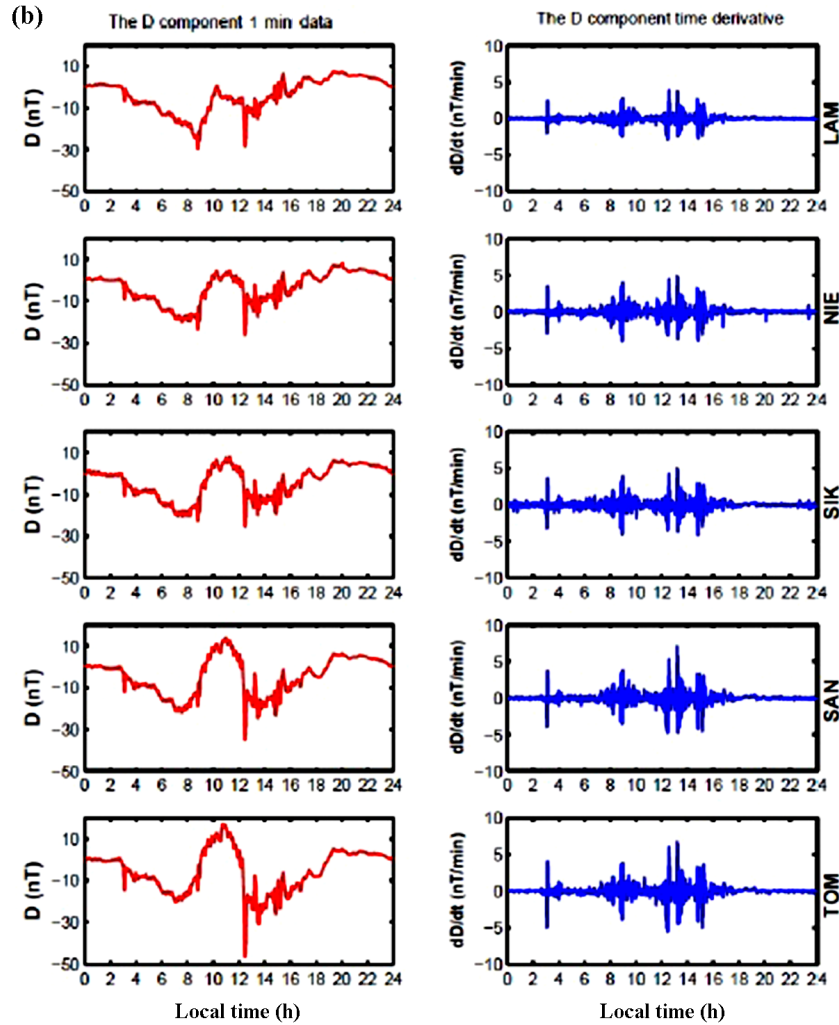 (b)
The D component 1 min data
The D component time derivative
D (nT)
10
−10
−30
−50
0 2 4 6 8 10 12 14 16 18 20 22 24
dD/dt (nT/min)
10
5
0
−5
−10
0 2 4 6 8 10 12 14 16 18 20 22 24
LAM
D (nT)
10
−10
−30
−50
0 2 4 6 8 10 12 14 16 18 20 22 24
dD/dt (nT/min)
10
5
0
−5
−10
0 2 4 6 8 10 12 14 16 18 20 22 24
NIE
D (nT)
10
−10
−30
−50
0 2 4 6 8 10 12 14 16 18 20 22 24
dD/dt (nT/min)
10
5
0
−5
−10
0 2 4 6 8 10 12 14 16 18 20 22 24
SIK
D (nT)
10
−10
−30
−50
0 2 4 6 8 10 12 14 16 18 20 22 24
dD/dt (nT/min)
10
5
0
−5
−10
0 2 4 6 8 10 12 14 16 18 20 22 24
SAN
D (nT)
10
−10
−30
−50
0 2 4 6 8 10 12 14 16 18 20 22 24
dD/dt (nT/min)
10
5
0
−5
−10
0 2 4 6 8 10 12 14 16 18 20 22 24
TOM
Local time (h)
Local time (h)